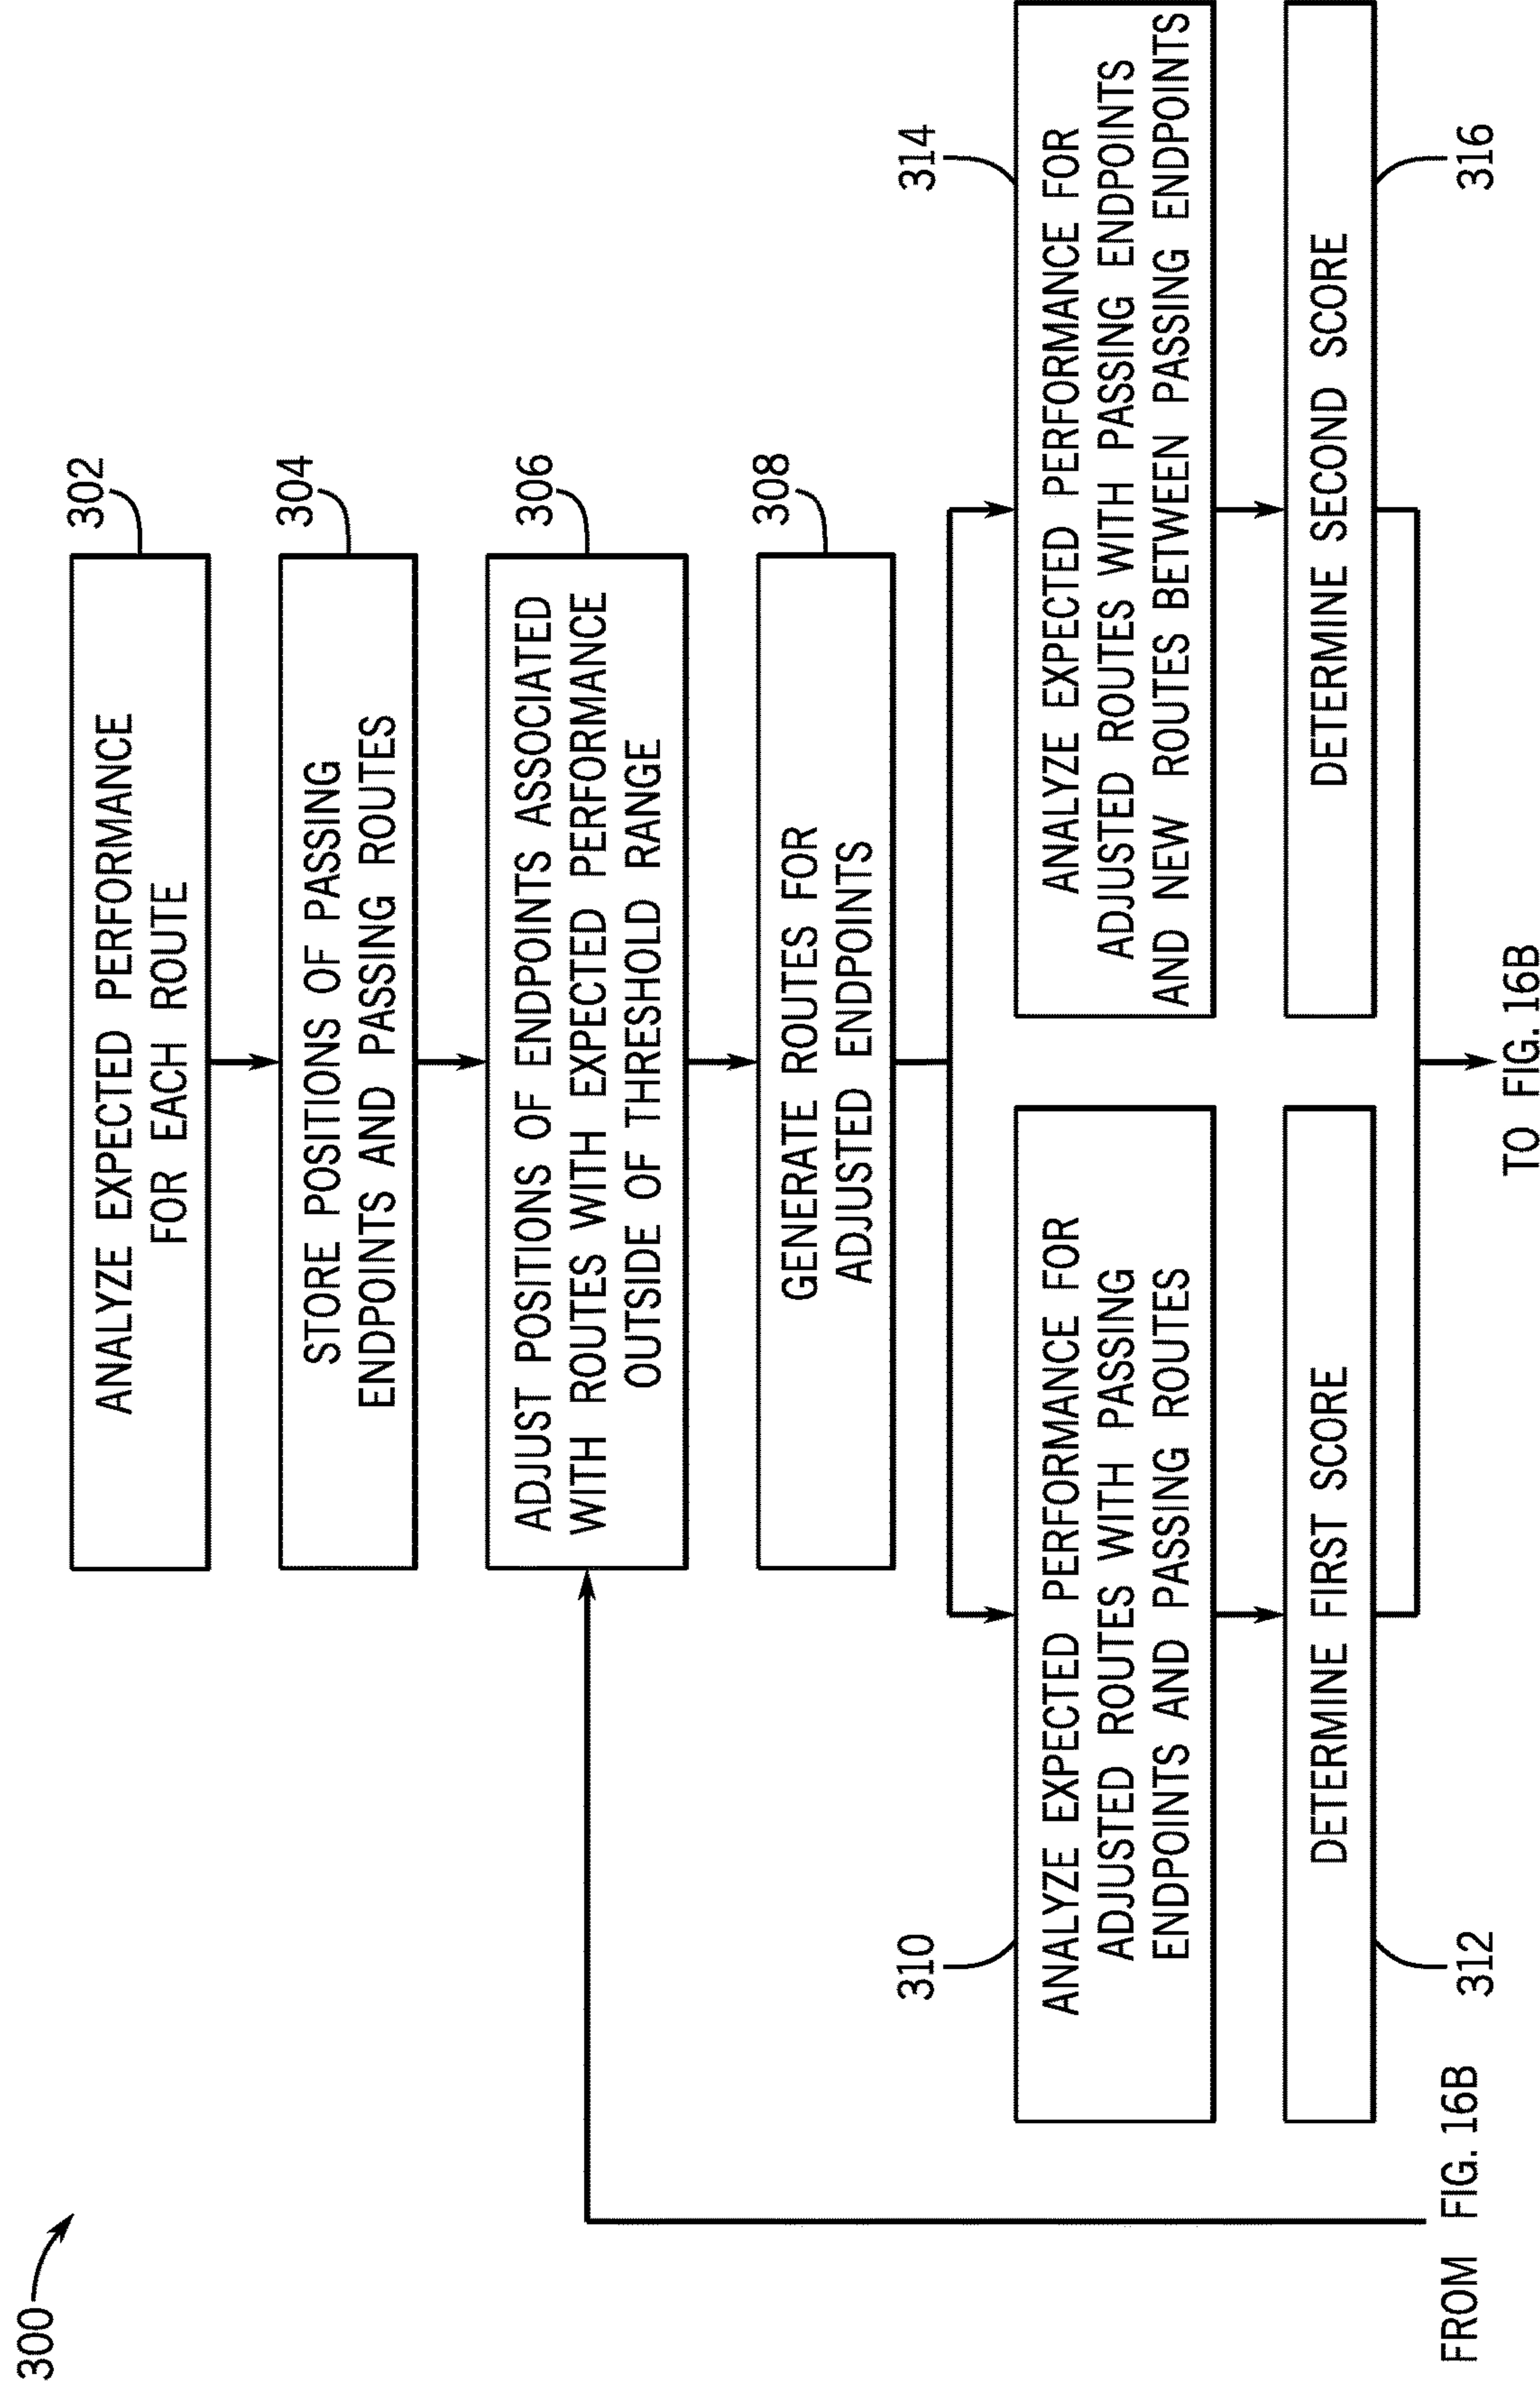 300
302
ANALYZE EXPECTED PERFORMANCE
FOR EACH ROUTE
304
STORE POSITIONS OF PASSING
ENDPOINTS AND PASSING ROUTES
306
ADJUST POSITIONS OF ENDPOINTS ASSOCIATED
WITH ROUTES WITH EXPECTED PERFORMANCE
OUTSIDE OF THRESHOLD RANGE
308
GENERATE ROUTES FOR
ADJUSTED ENDPOINTS
310
ANALYZE EXPECTED PERFORMANCE FOR
ADJUSTED ROUTES WITH PASSING
ENDPOINTS AND PASSING ROUTES
314
ANALYZE EXPECTED PERFORMANCE FOR
ADJUSTED ROUTES WITH PASSING ENDPOINTS
AND NEW ROUTES BETWEEN PASSING ENDPOINTS
DETERMINE FIRST SCORE
312
DETERMINE SECOND SCORE
316
FROM FIG. 16B
TO FIG. 16B